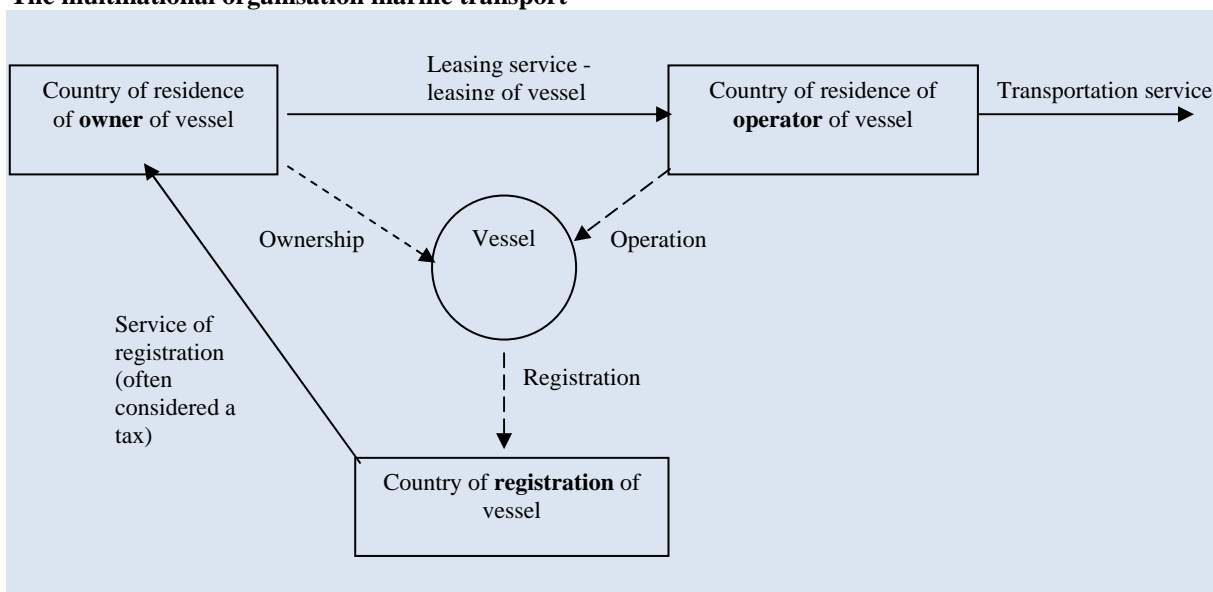 The multinational organisation marine transport
Country of residence
of owner of vessel
Leasing service -
leasing of vessel
Country of residence of
operator of vessel
Transportation service
Ownership
Vessel
Operation
Service of
registration
(often
considered a
tax)
Registration
Country of registration of
vessel